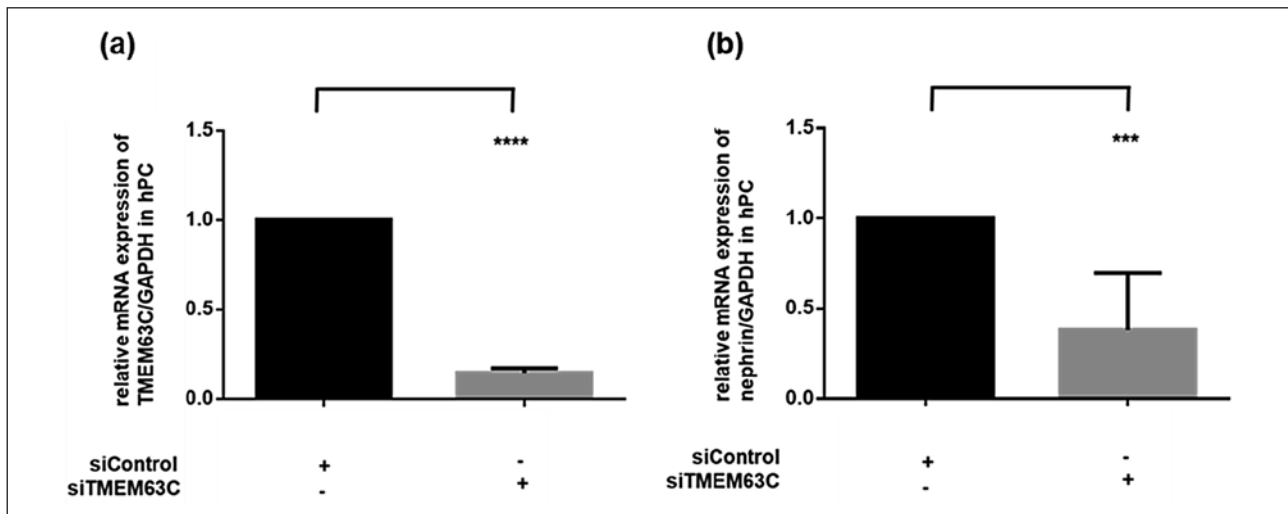 (a)
relative mRNA expression of
TMEM63C/GAPDH in hPC
1.5
1.0
0.5
0.0
****
siControl + -
siTMEM63C - +
(b)
relative mRNA expression of
nephrin/GAPDH in hPC
1.5
1.0
0.5
0.0
***
siControl + -
siTMEM63C - +